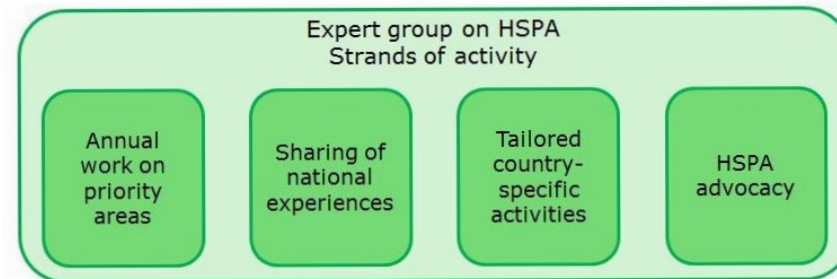 Expert group on HSPA
Strands of activity
Annual
work on
priority
areas
Sharing of
national
experiences
Tailored
country-
specific
activities
HSPA
advocacy